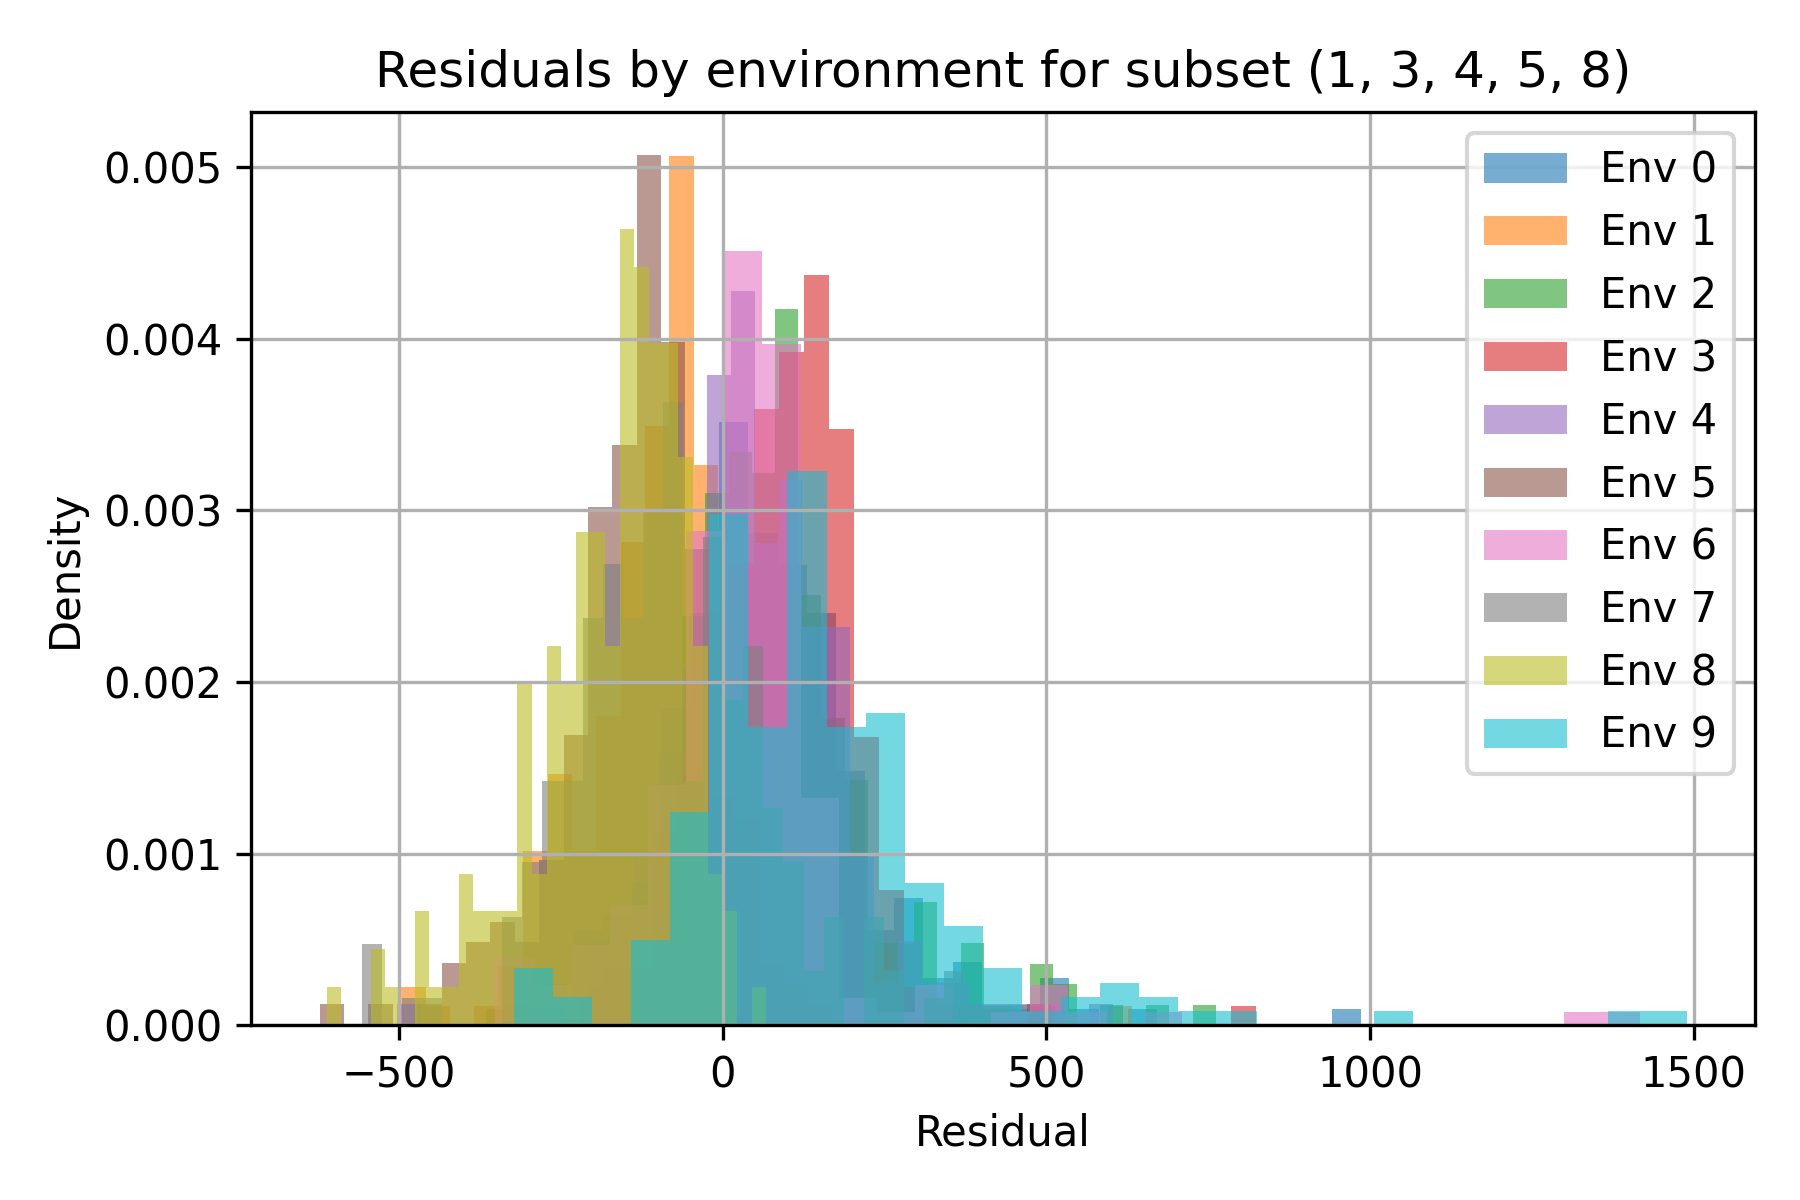 Residuals by environment for subset (1, 3, 4, 5, 8)
Density
0.005
0.004
0.003
0.002
0.001
0.000
−500
0
500
1000
1500
Residual
Env 0
Env 1
Env 2
Env 3
Env 4
Env 5
Env 6
Env 7
Env 8
Env 9